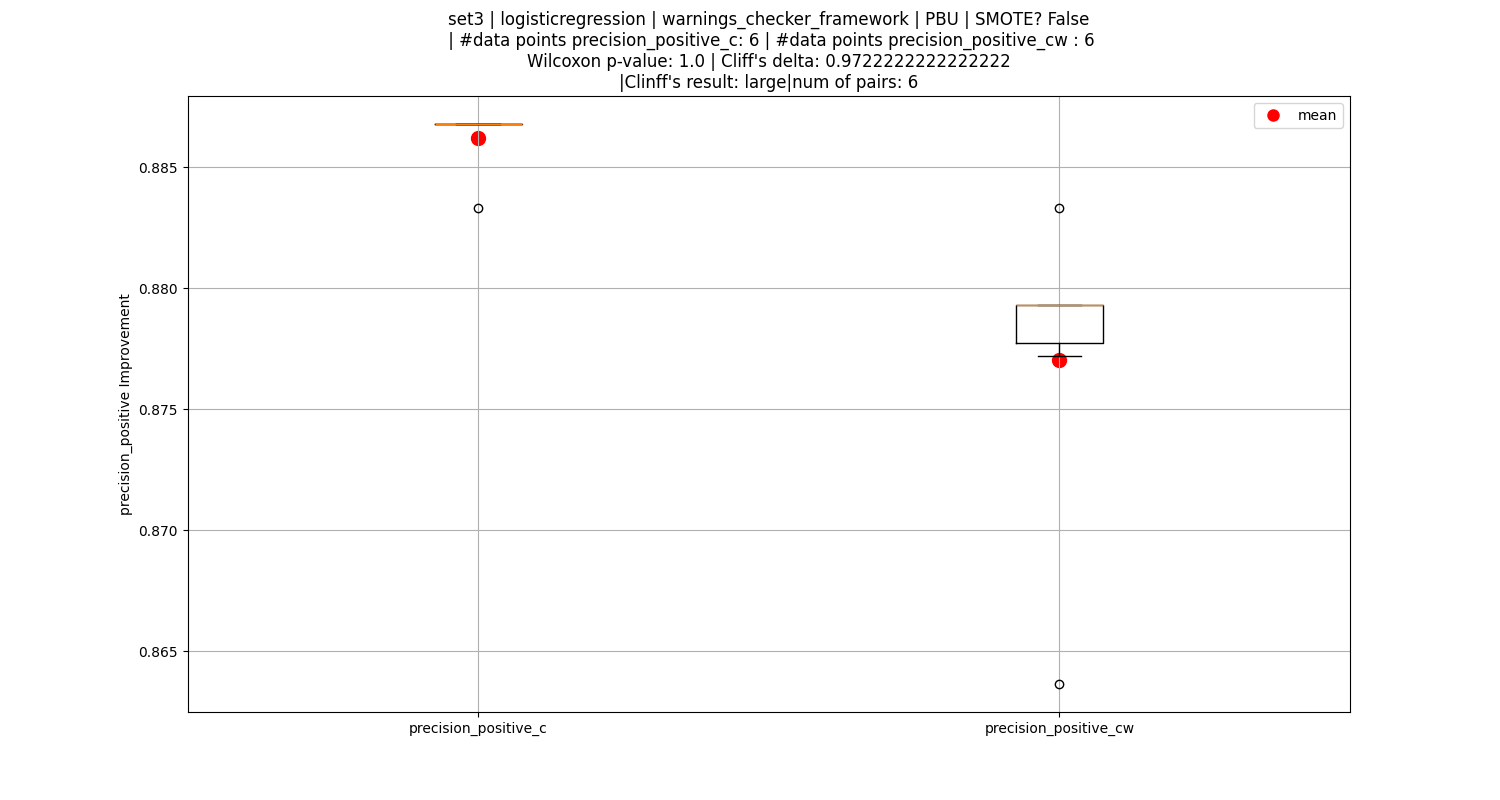 set3 | logisticregression | warnings_checker_framework | PBU | SMOTE? False
| #data points precision_positive_c: 6 | #data points precision_positive_cw : 6
Wilcoxon p-value: 1.0 | Cliff's delta: 0.9722222222222222
|Clinff's result: large|num of pairs: 6
mean
precision_positive Improvement
0.885
0.880
0.875
0.870
0.865
precision_positive_c
precision_positive_cw